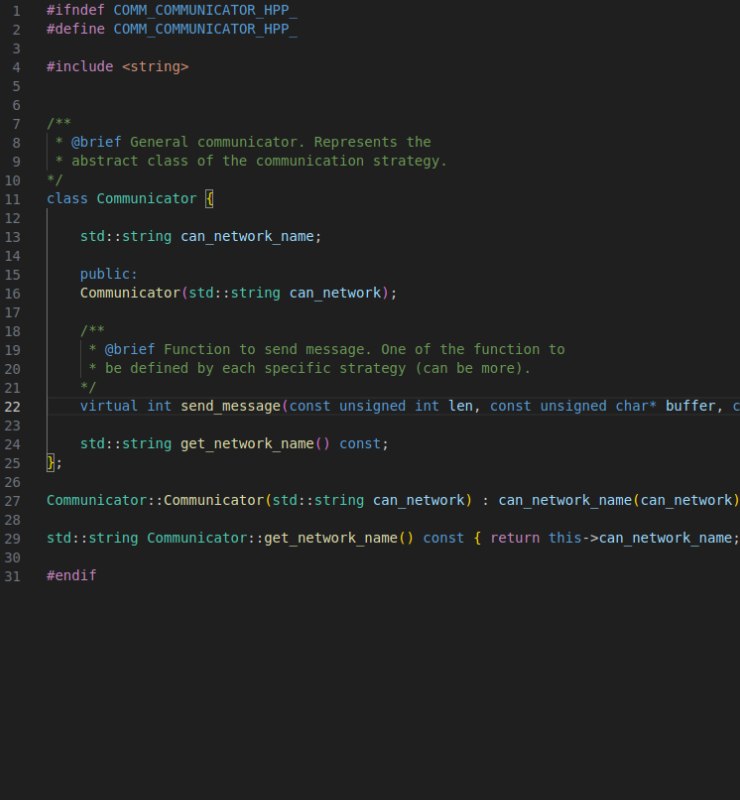 1 #ifndef COMM_COMMUNICATOR_HPP_
2 #define COMM_COMMUNICATOR_HPP_
3
4 #include <string>
5
6
7 /**
8 * @brief General communicator. Represents the
9 * abstract class of the communication strategy.
10 */
11 class Communicator {
12
13 std::string can_network_name;
14
15 public:
16 Communicator(std::string can_network);
17
18 /**
19 * @brief Function to send message. One of the function to
20 * be defined by each specific strategy (can be more).
21 */
22 virtual int send_message(const unsigned int len, const unsigned char* buffer, c
23
24 std::string get_network_name() const;
25 };
26
27 Communicator::Communicator(std::string can_network) : can_network_name(can_network)
28
29 std::string Communicator::get_network_name() const { return this->can_network_name;
30
31 #endif